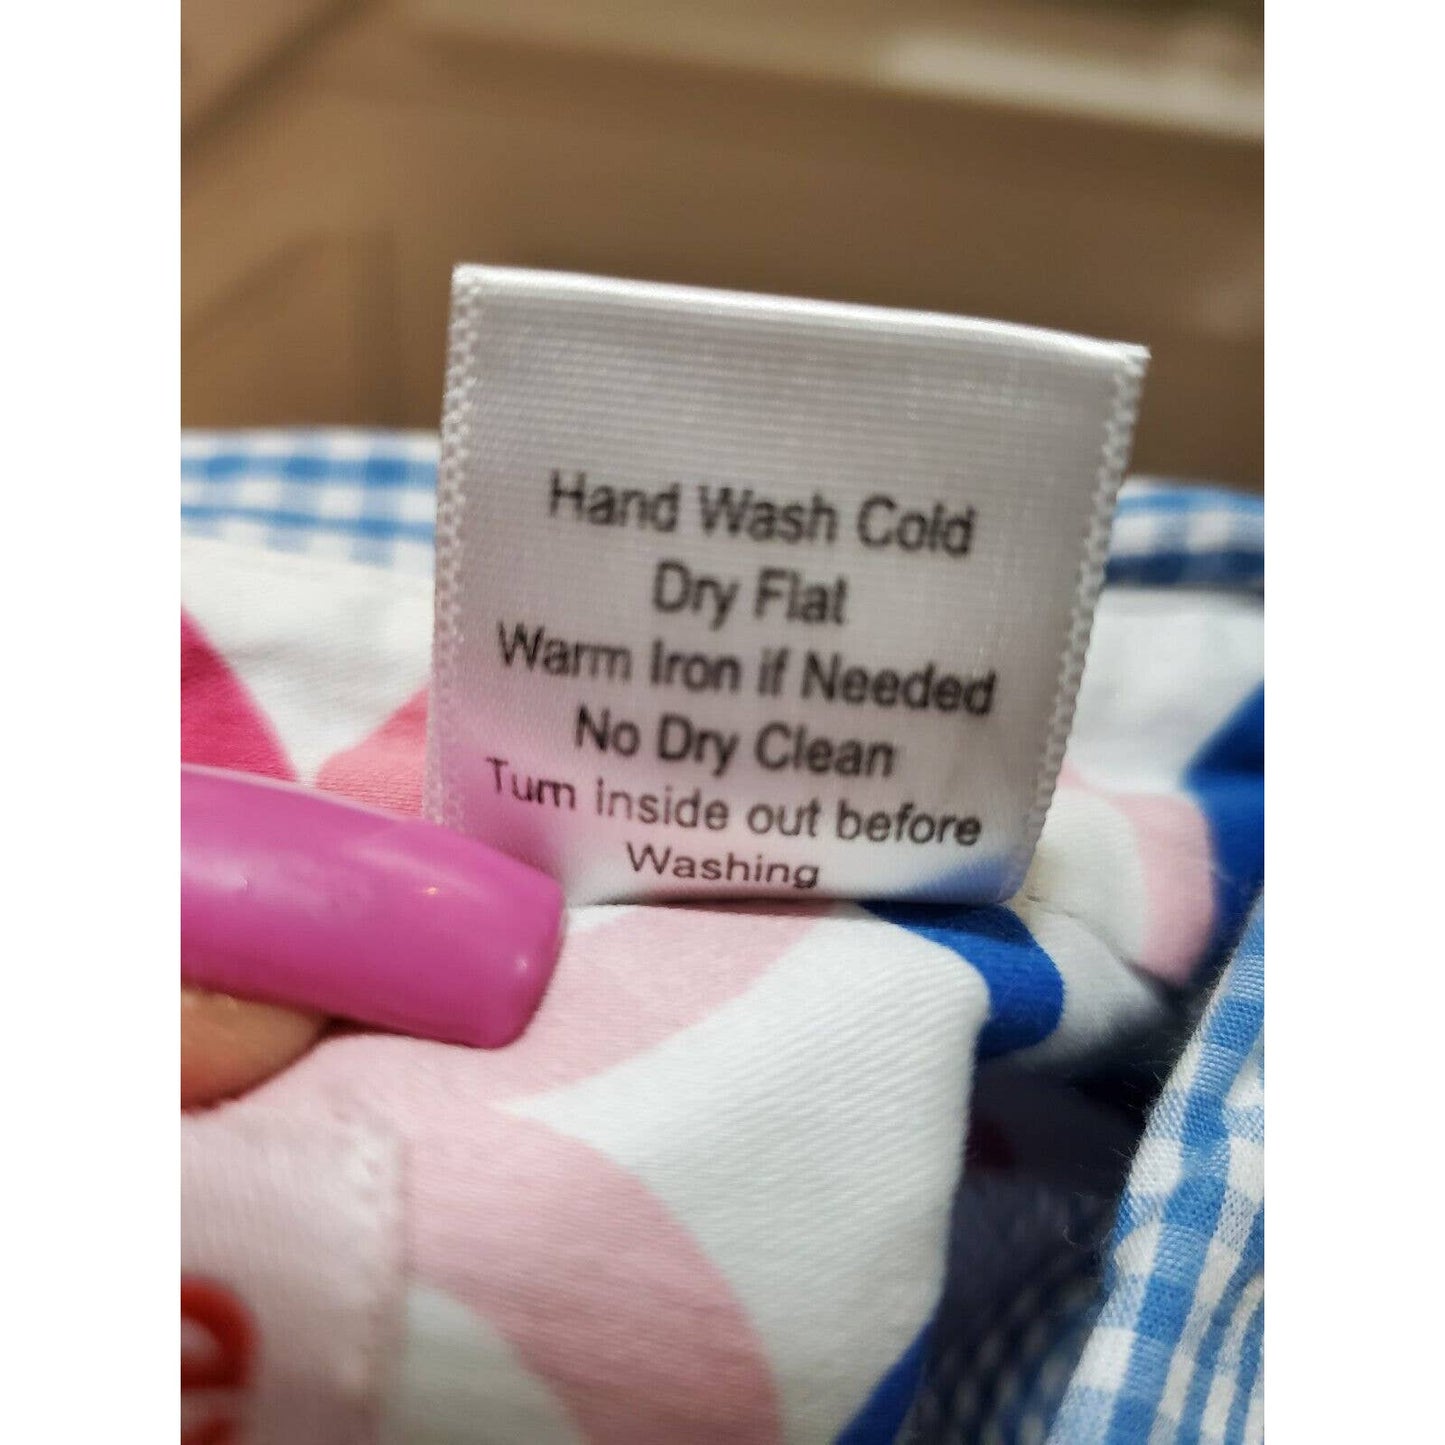 Hand Wash Cold
Dry Flat
Warm Iron if Needed
No Dry Clean
Turn inside out before
Washing